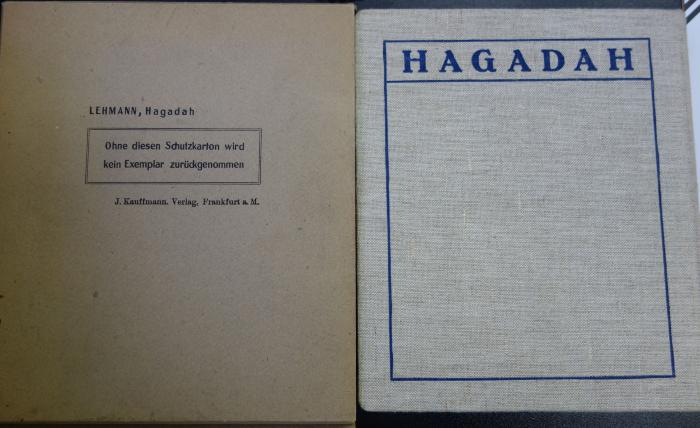 LEHMANN, Hagadah
Ohne diesen Schutzkarton wird
kein Exemplar zurückgenommen
J. Kauffmann, Verlag, Frankfurt a. M.
HAGADAH